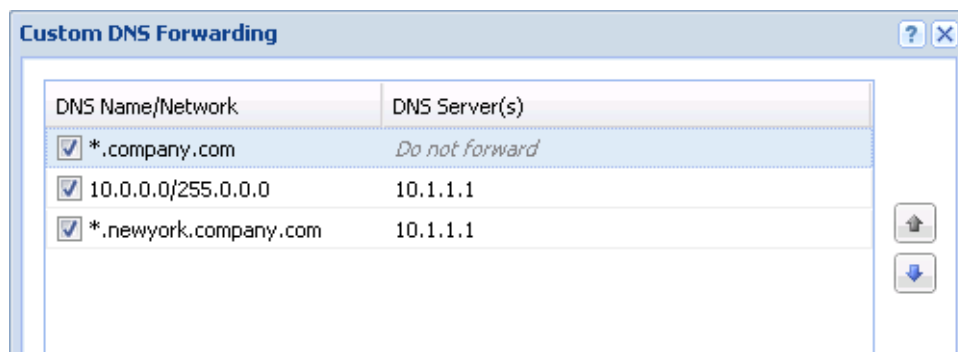 Custom DNS Forwarding
DNS Name/Network DNS Server(s)
*.company.com Do not forward
10.0.0.0/255.0.0.0 10.1.1.1
*.newyork.company.com 10.1.1.1